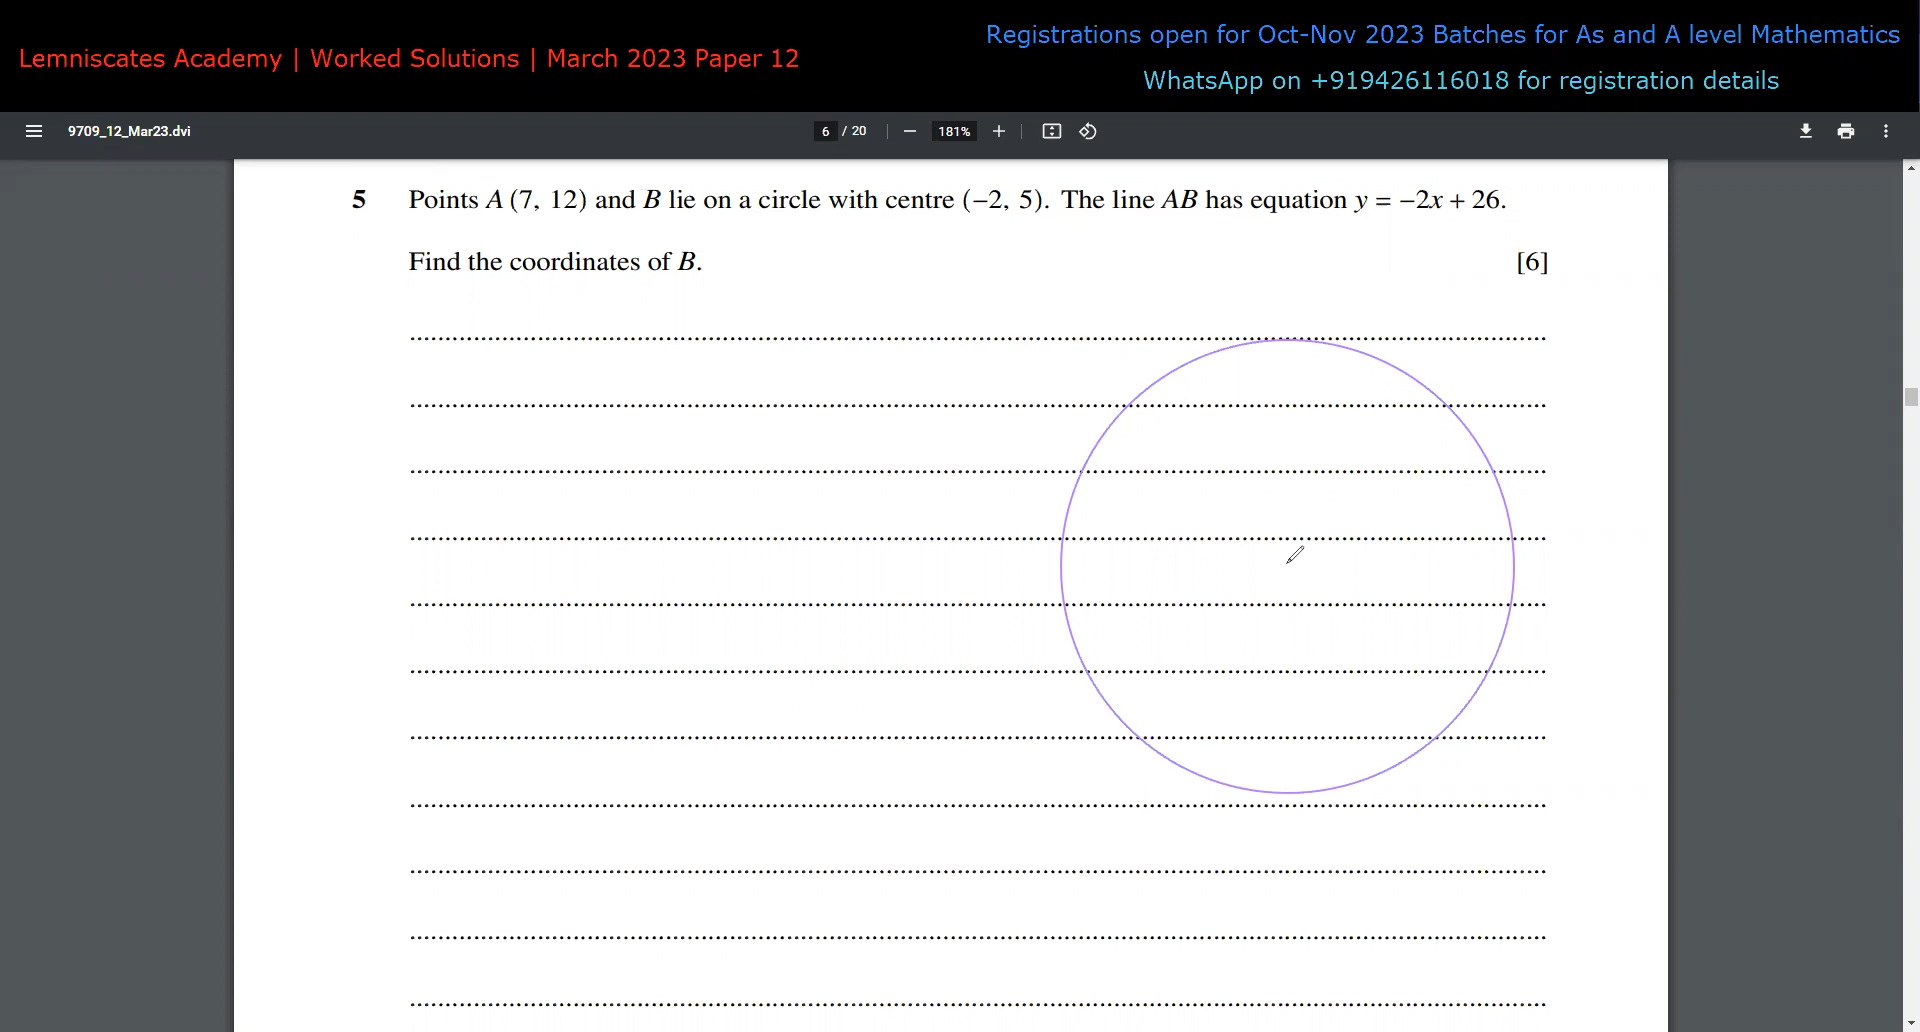 Lemniscates Academy | Worked Solutions | March 2023 Paper 12
Registrations open for Oct-Nov 2023 Batches for As and A level Mathematics
WhatsApp on +919426116018 for registration details
9709_12_Mar23.dvi
6 / 20
181%
5 Points A (7, 12) and B lie on a circle with centre (−2, 5). The line AB has equation y = −2x + 26.
Find the coordinates of B. [6]